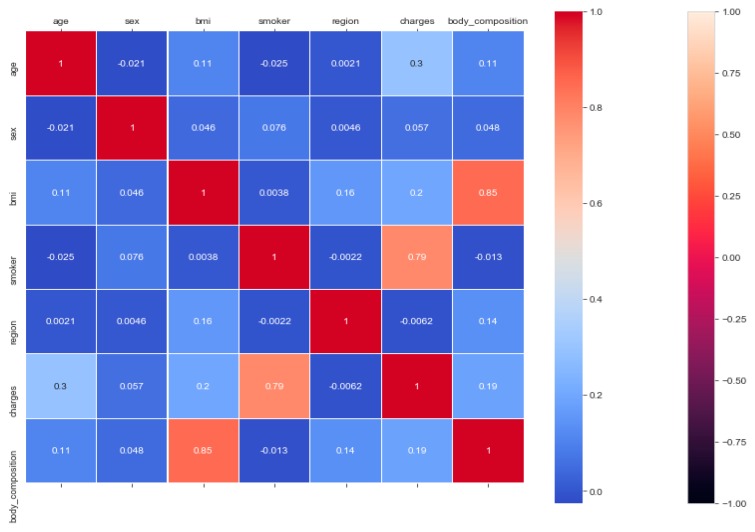 age sex bmi smoker region charges body_composition
age 1 -0.021 0.11 -0.025 0.0021 0.3 0.11
sex -0.021 1 0.046 0.076 0.0046 0.057 0.048
bmi 0.11 0.046 1 0.0038 0.16 0.2 0.85
smoker -0.025 0.076 0.0038 1 -0.0022 0.79 -0.013
region 0.0021 0.0046 0.16 -0.0022 1 -0.0062 0.14
charges 0.3 0.057 0.2 0.79 -0.0062 1 0.19
body_composition 0.11 0.048 0.85 -0.013 0.14 0.19 1
1.0
0.8
0.6
0.4
0.2
0.0
1.00
0.75
0.50
0.25
0.00
-0.25
-0.50
-0.75
-1.00